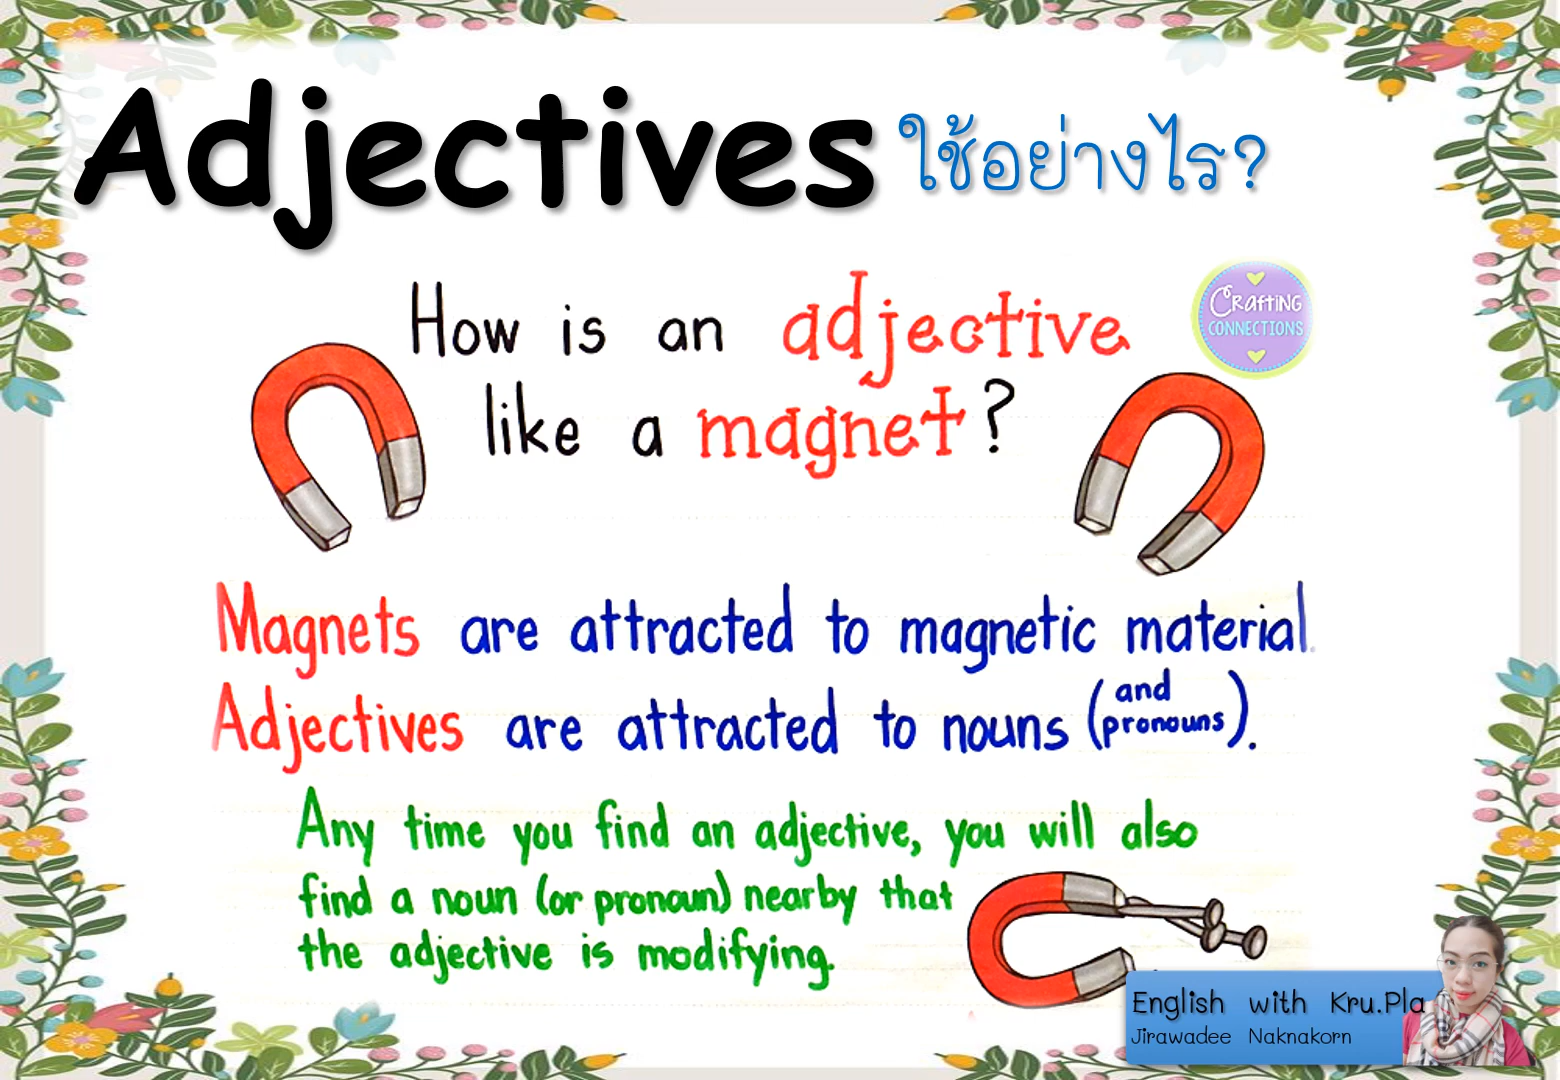 Adjectives ใช้อย่างไร?
How is an adjective
like a magnet?
Crafting
CONNECTIONS
Magnets are attracted to magnetic material.
Adjectives are attracted to nouns (and pronouns).
Any time you find an adjective, you will also
find a noun (or pronoun) nearby that
the adjective is modifying.
English with Kru.Pla
Jirawadee Naknakorn